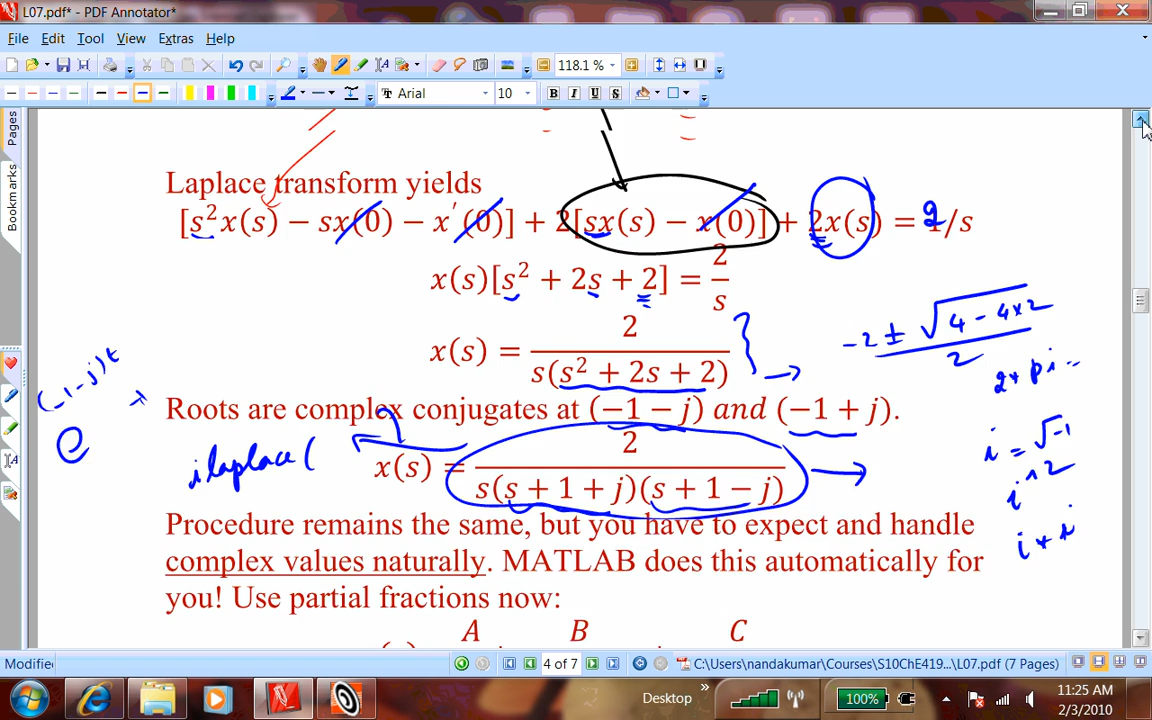 L07.pdf* - PDF Annotator*
File Edit Tool View Extras Help
118.1 %
Arial 10 B I U S
Pages
Bookmarks
Laplace transform yields
[s²x(s) − sx(0) − x′(0)] + 2[sx(s) − x(0)] + 2x(s) = 2/s
x(s)[s² + 2s + 2] = 2/s
x(s) = 2/(s(s² + 2s + 2))
-2 ± √4 - 4*2
2
2 * pi =
e(-1-j)t
Roots are complex conjugates at (−1 − j) and (−1 + j).
i = √-1
ilaplace(
x(s) = 2/(s(s + 1 + j)(s + 1 − j))
i^2
i * i
Procedure remains the same, but you have to expect and handle
complex values naturally. MATLAB does this automatically for
you! Use partial fractions now:
A B C
Modified
4 of 7
C:\Users\nandakumar\Courses\S10ChE419...\L07.pdf (7 Pages)
Desktop
100%
11:25 AM
2/3/2010